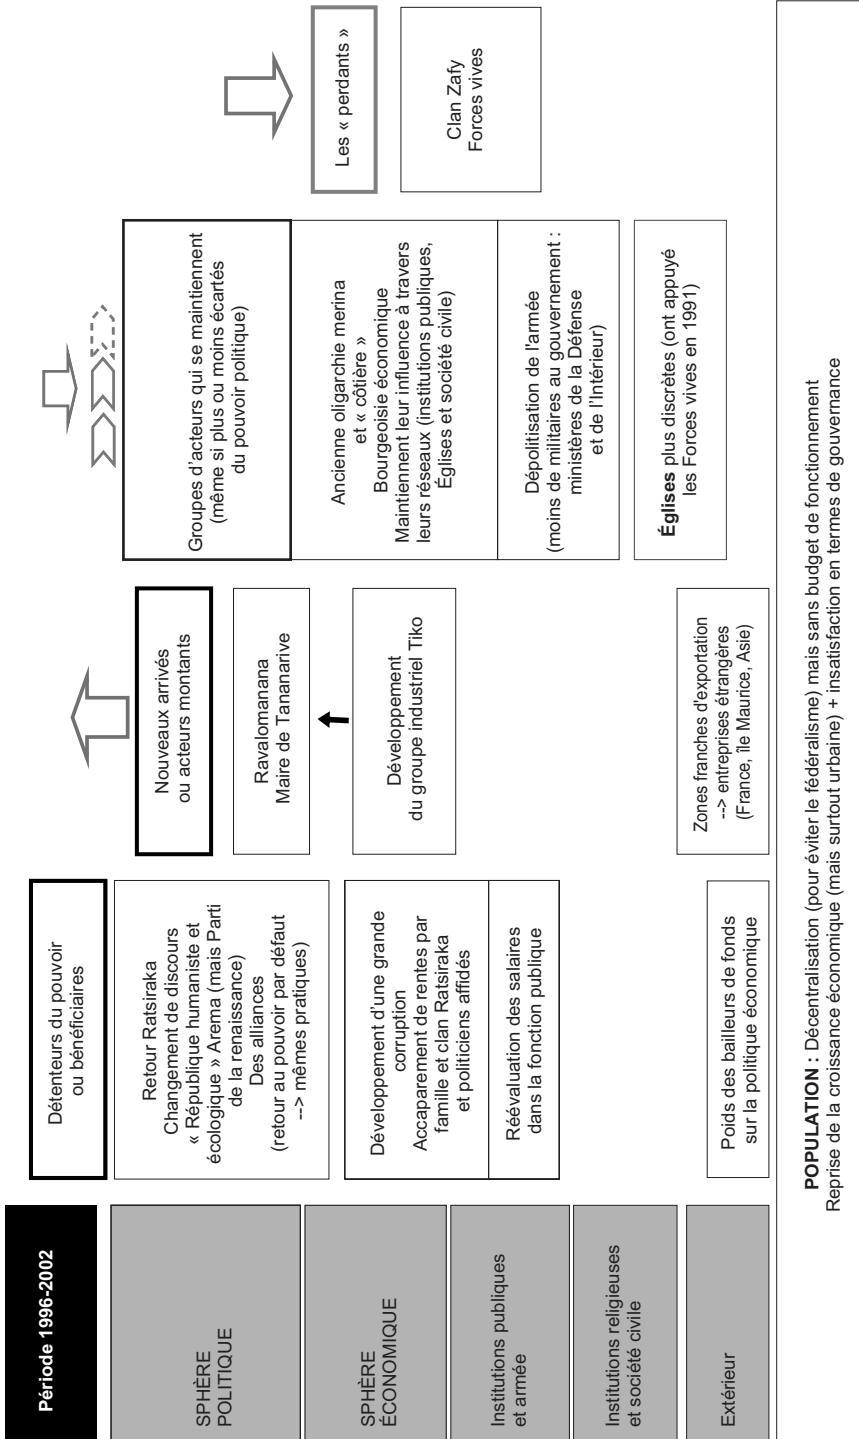 Période 1996-2002
Détenteurs du pouvoir
ou bénéficiaires
Nouveaux arrivés
ou acteurs montants
Groupes d'acteurs qui se maintiennent
(même si plus ou moins écartés
du pouvoir politique)
Les « perdants »
SPHÈRE
POLITIQUE
Retour Ratsiraka
Changement de discours
« République humaniste et
écologique » Arema (mais Parti
de la renaissance)
Des alliances
(retour au pouvoir par défaut
--> mêmes pratiques)
Ravalomanana
Maire de Tananarive
Clan Zafy
Forces vives
SPHÈRE
ÉCONOMIQUE
Développement d'une grande
corruption
Accaparement de rentes par
famille et clan Ratsiraka
et politiciens affidés
Développement
du groupe industriel Tiko
Ancienne oligarchie merina
et « côtière »
Bourgeoisie économique
Maintiennent leur influence à travers
leurs réseaux (institutions publiques,
Églises et société civile)
Institutions publiques
et armée
Réévaluation des salaires
dans la fonction publique
Dépolitisation de l'armée
(moins de militaires au gouvernement :
ministères de la Défense
et de l'Intérieur)
Institutions religieuses
et société civile
Églises plus discrètes (ont appuyé
les Forces vives en 1991)
Extérieur
Poids des bailleurs de fonds
sur la politique économique
Zones franches d'exportation
--> entreprises étrangères
(France, île Maurice, Asie)
POPULATION : Décentralisation (pour éviter le fédéralisme) mais sans budget de fonctionnement
Reprise de la croissance économique (mais surtout urbaine) + insatisfaction en termes de gouvernance